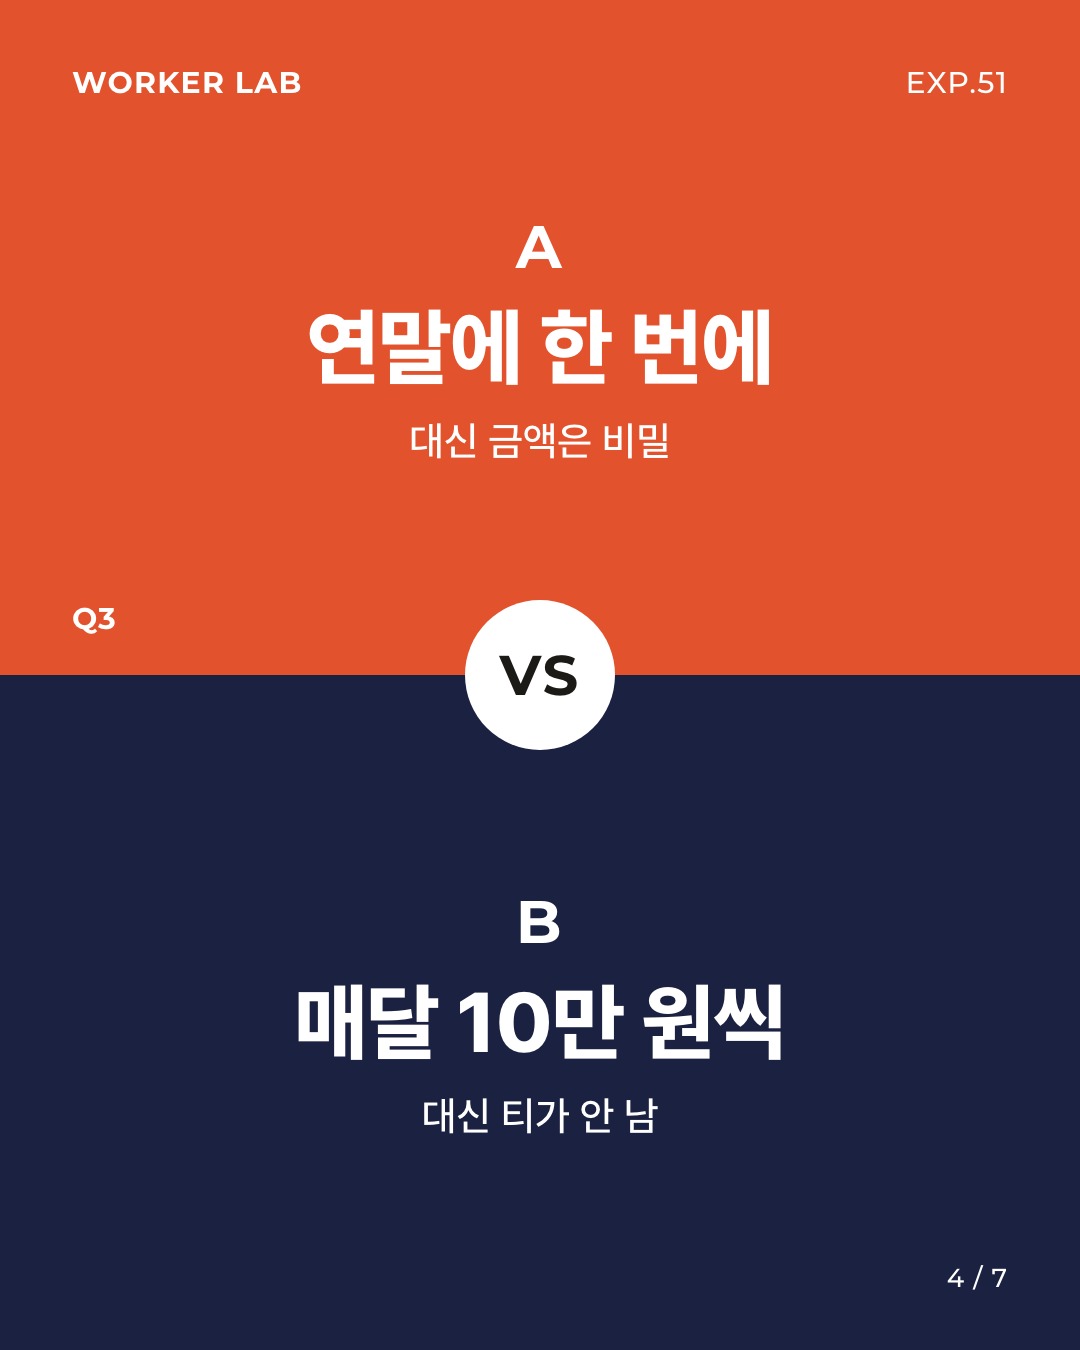 WORKER LAB
EXP.51
A
연말에 한 번에
대신 금액은 비밀
Q3
VS
B
매달 10만 원씩
대신 티가 안 남
4 / 7